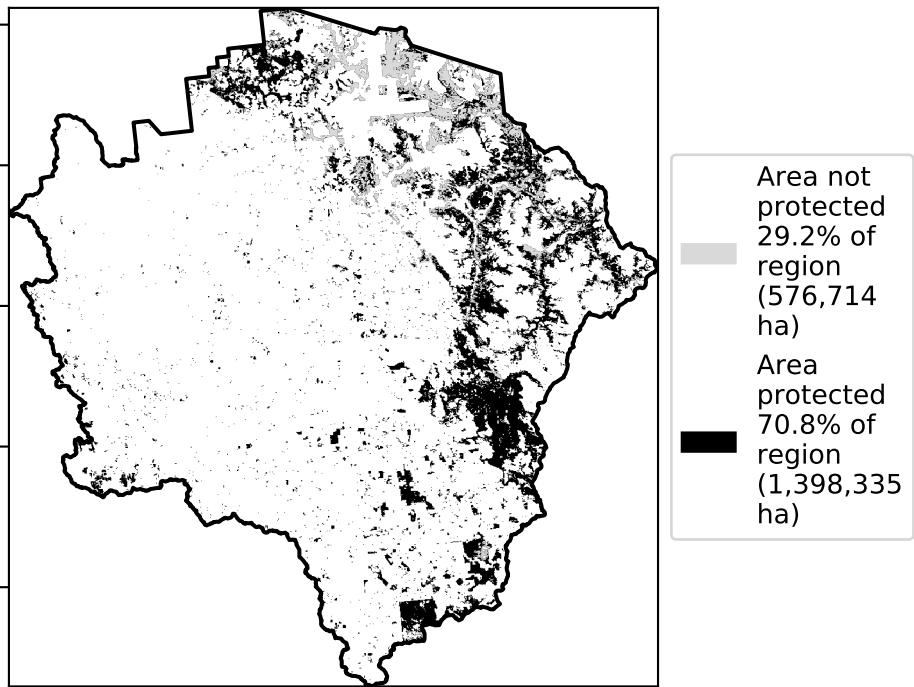 Area not
protected
29.2% of
region
(576,714
ha)
Area
protected
70.8% of
region
(1,398,335
ha)